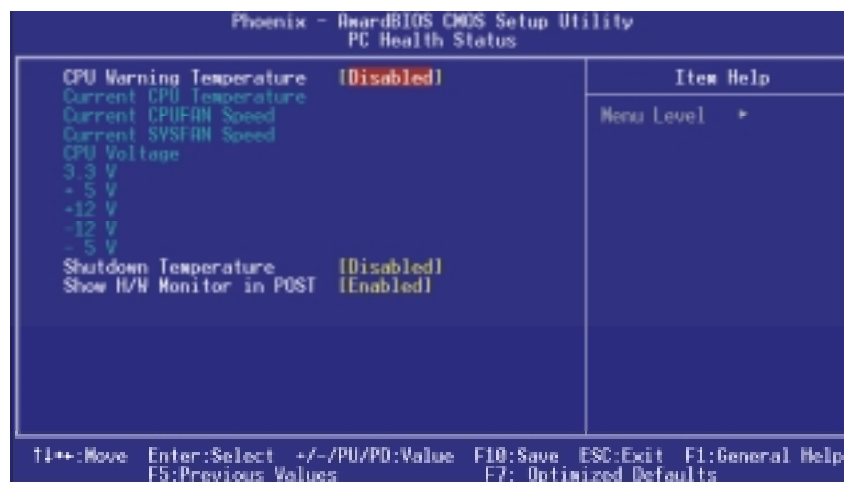 Phoenix - AwardBIOS CMOS Setup Utility
PC Health Status
CPU Warning Temperature [Disabled]
Current CPU Temperature
Current CPUFAN Speed
Current SYSFAN Speed
CPU Voltage
3.3 V
+ 5 V
+12 V
-12 V
- 5 V
Shutdown Temperature [Disabled]
Show H/W Monitor in POST [Enabled]
Item Help
Menu Level ►
↑↓←→:Move Enter:Select +/-/PU/PD:Value F10:Save ESC:Exit F1:General Help
F5:Previous Values F7: Optimized Defaults